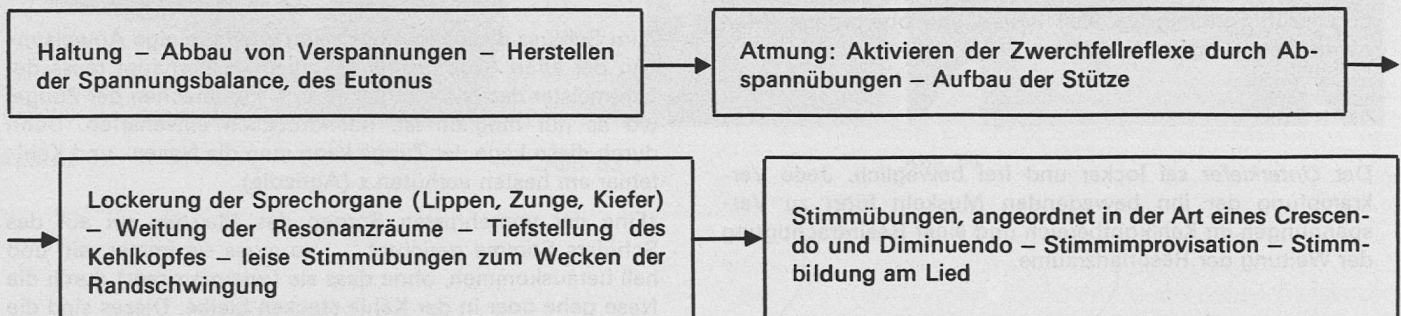 Haltung – Abbau von Verspannungen – Herstellen
der Spannungsbalance, des Eutonus
Atmung: Aktivieren der Zwerchfellreflexe durch Ab-
spannübungen – Aufbau der Stütze
Lockerung der Sprechorgane (Lippen, Zunge, Kiefer)
– Weitung der Resonanzräume – Tiefstellung des
Kehlkopfes – leise Stimmübungen zum Wecken der
Randschwingung
Stimmübungen, angeordnet in der Art eines Crescen-
do und Diminuendo – Stimmimprovisation – Stimm-
bildung am Lied